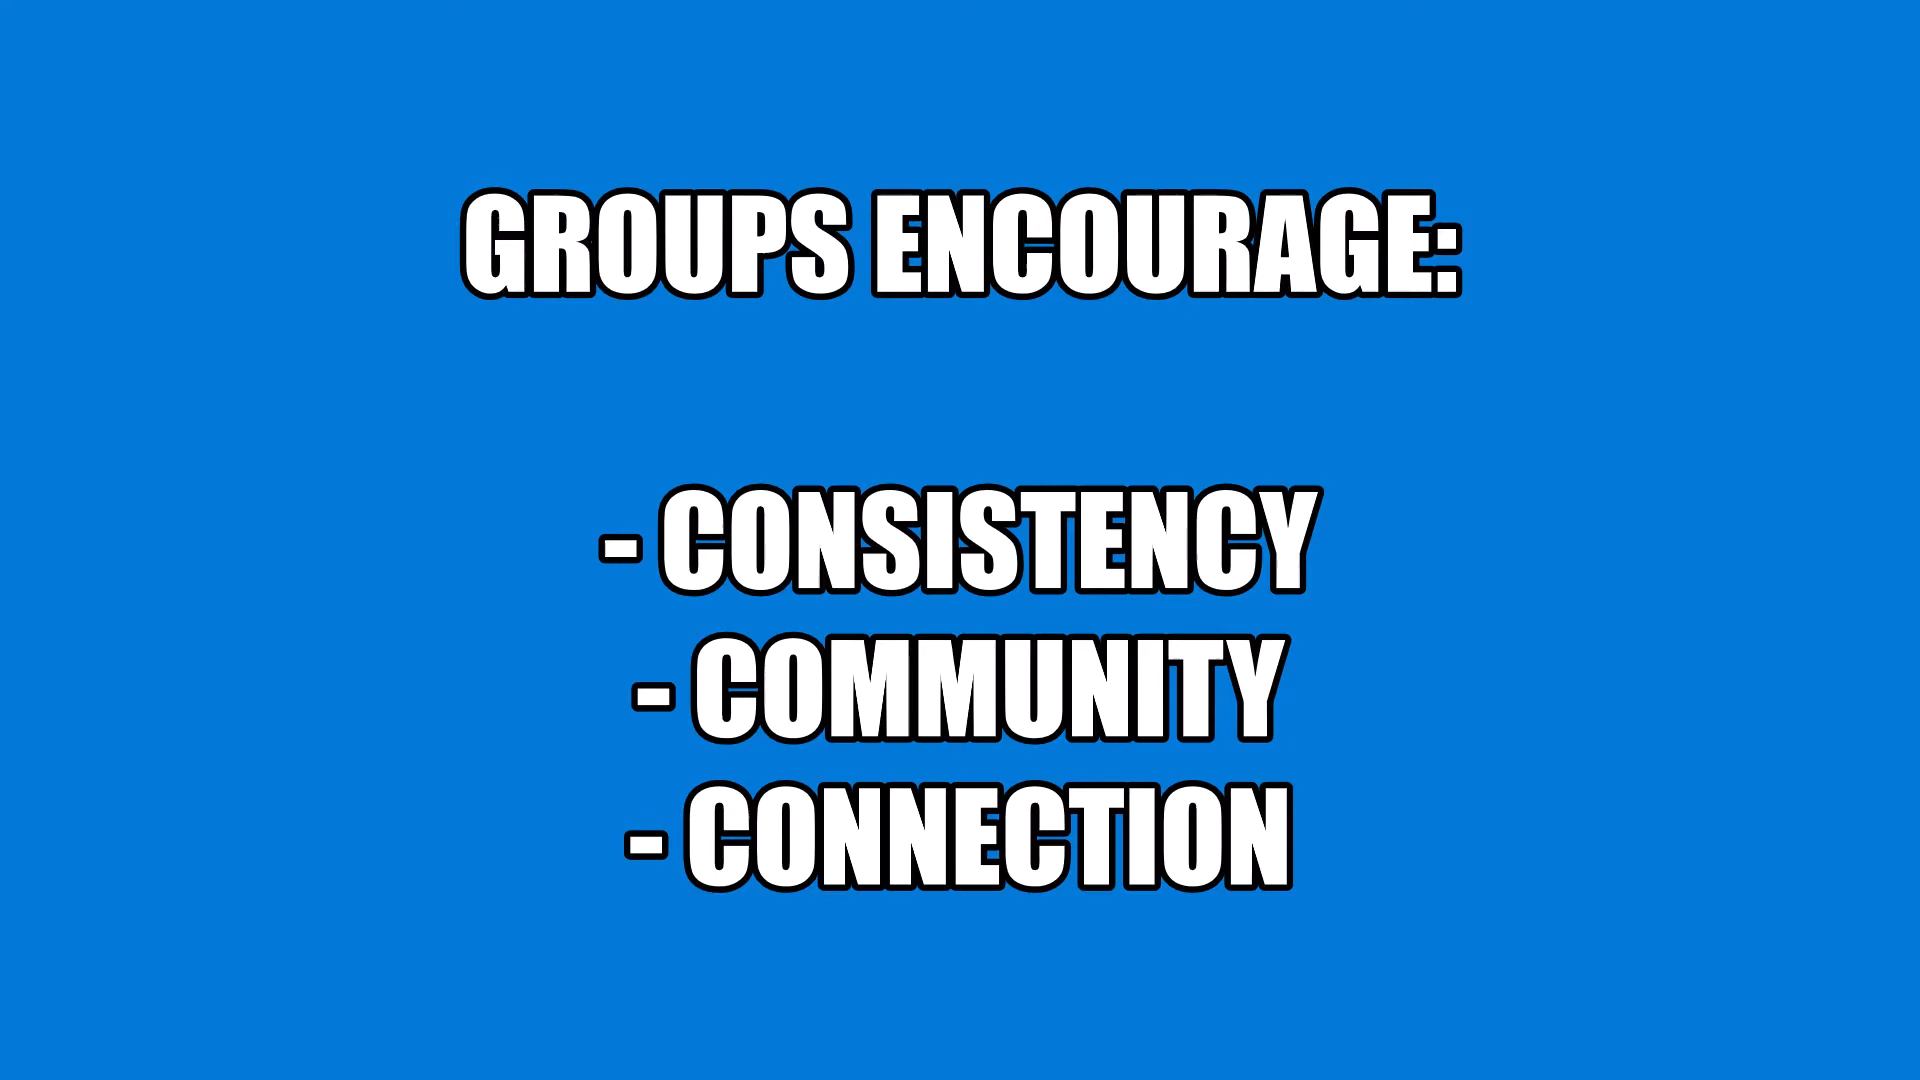 GROUPS ENCOURAGE:
- CONSISTENCY
- COMMUNITY
- CONNECTION